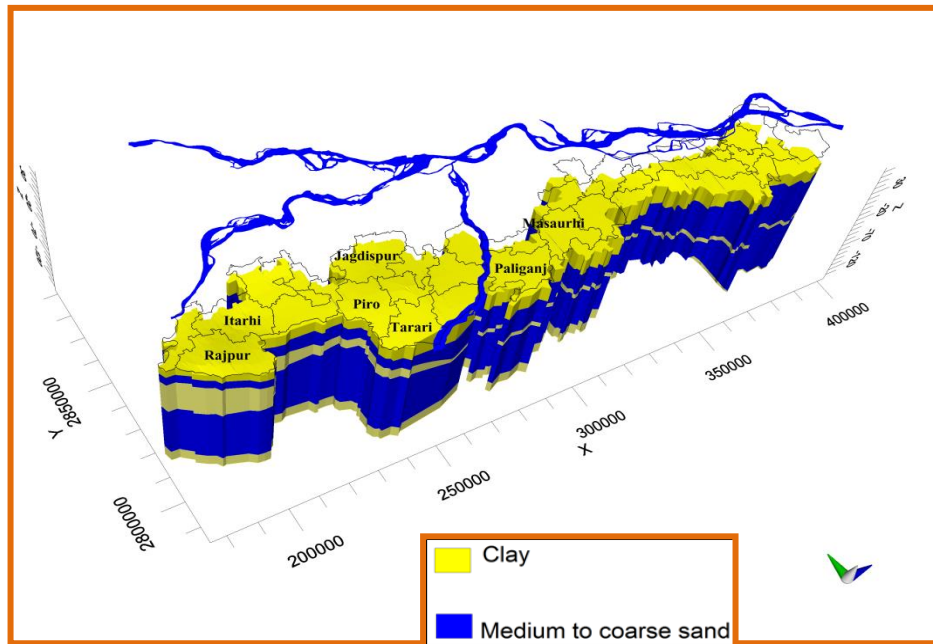 Jagdispur
Masaurhi
Paliganj
Piro
Itarhi
Tarari
Rajpur
Z
Y
X
2850000
2800000
200000
250000
300000
350000
400000
Clay
Medium to coarse sand